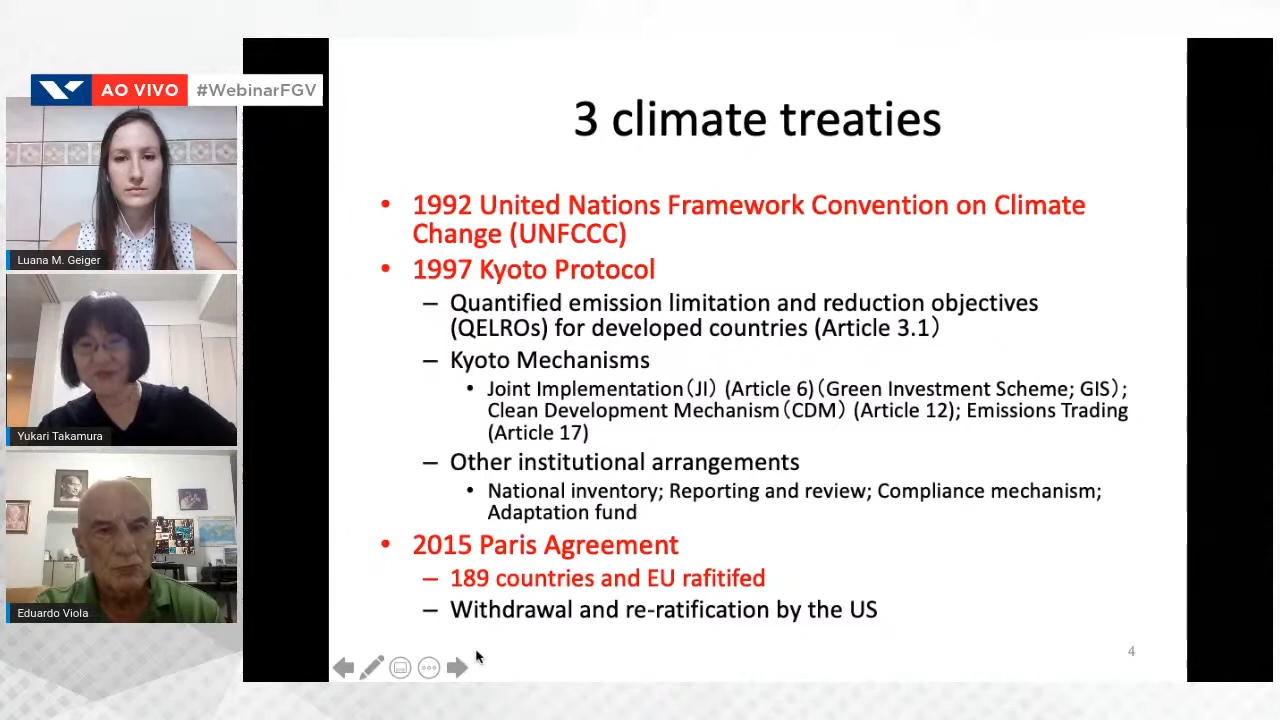 AO VIVO #WebinarFGV
Luana M. Geiger
Yukari Takamura
Eduardo Viola
3 climate treaties
• 1992 United Nations Framework Convention on Climate
Change (UNFCCC)
• 1997 Kyoto Protocol
– Quantified emission limitation and reduction objectives
(QELROs) for developed countries (Article 3.1）
– Kyoto Mechanisms
• Joint Implementation（JI）(Article 6)（Green Investment Scheme; GIS）;
Clean Development Mechanism（CDM）(Article 12); Emissions Trading
(Article 17)
– Other institutional arrangements
• National inventory; Reporting and review; Compliance mechanism;
Adaptation fund
• 2015 Paris Agreement
– 189 countries and EU rafitifed
– Withdrawal and re-ratification by the US
4